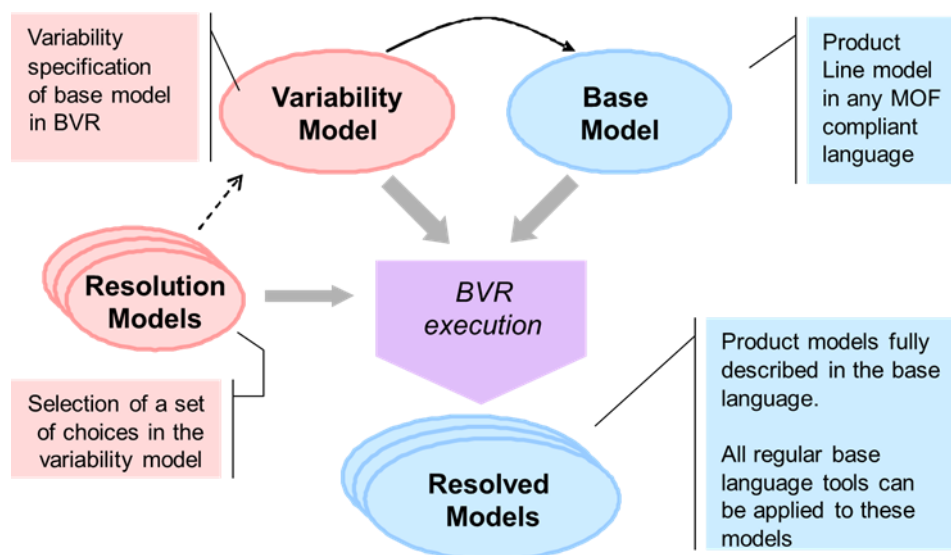 Variability
specification
of base model
in BVR
Variability
Model
Base
Model
Product
Line model
in any MOF
compliant
language
Resolution
Models
BVR
execution
Selection of a set
of choices in the
variability model
Product models fully
described in the base
language.
All regular base
language tools can
be applied to these
models
Resolved
Models